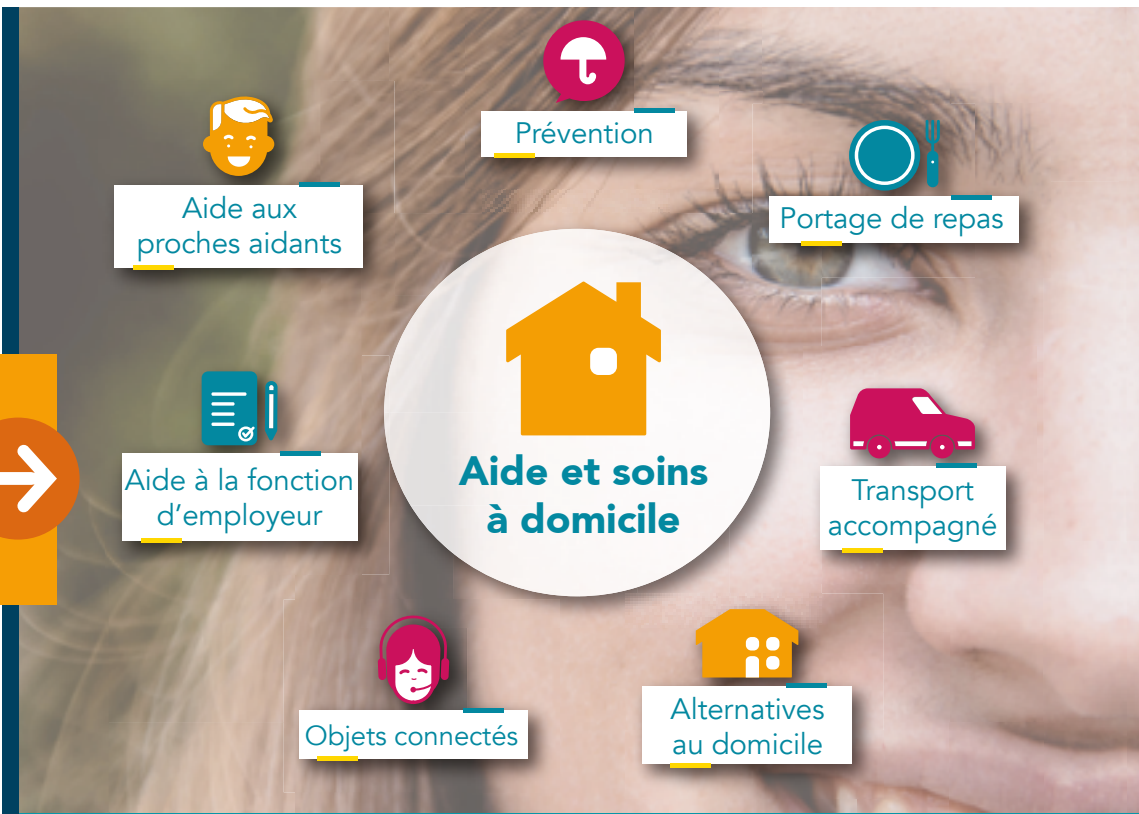 Prévention
Aide aux
proches aidants
Portage de repas
Aide et soins
à domicile
Aide à la fonction
d’employeur
Transport
accompagné
Objets connectés
Alternatives
au domicile